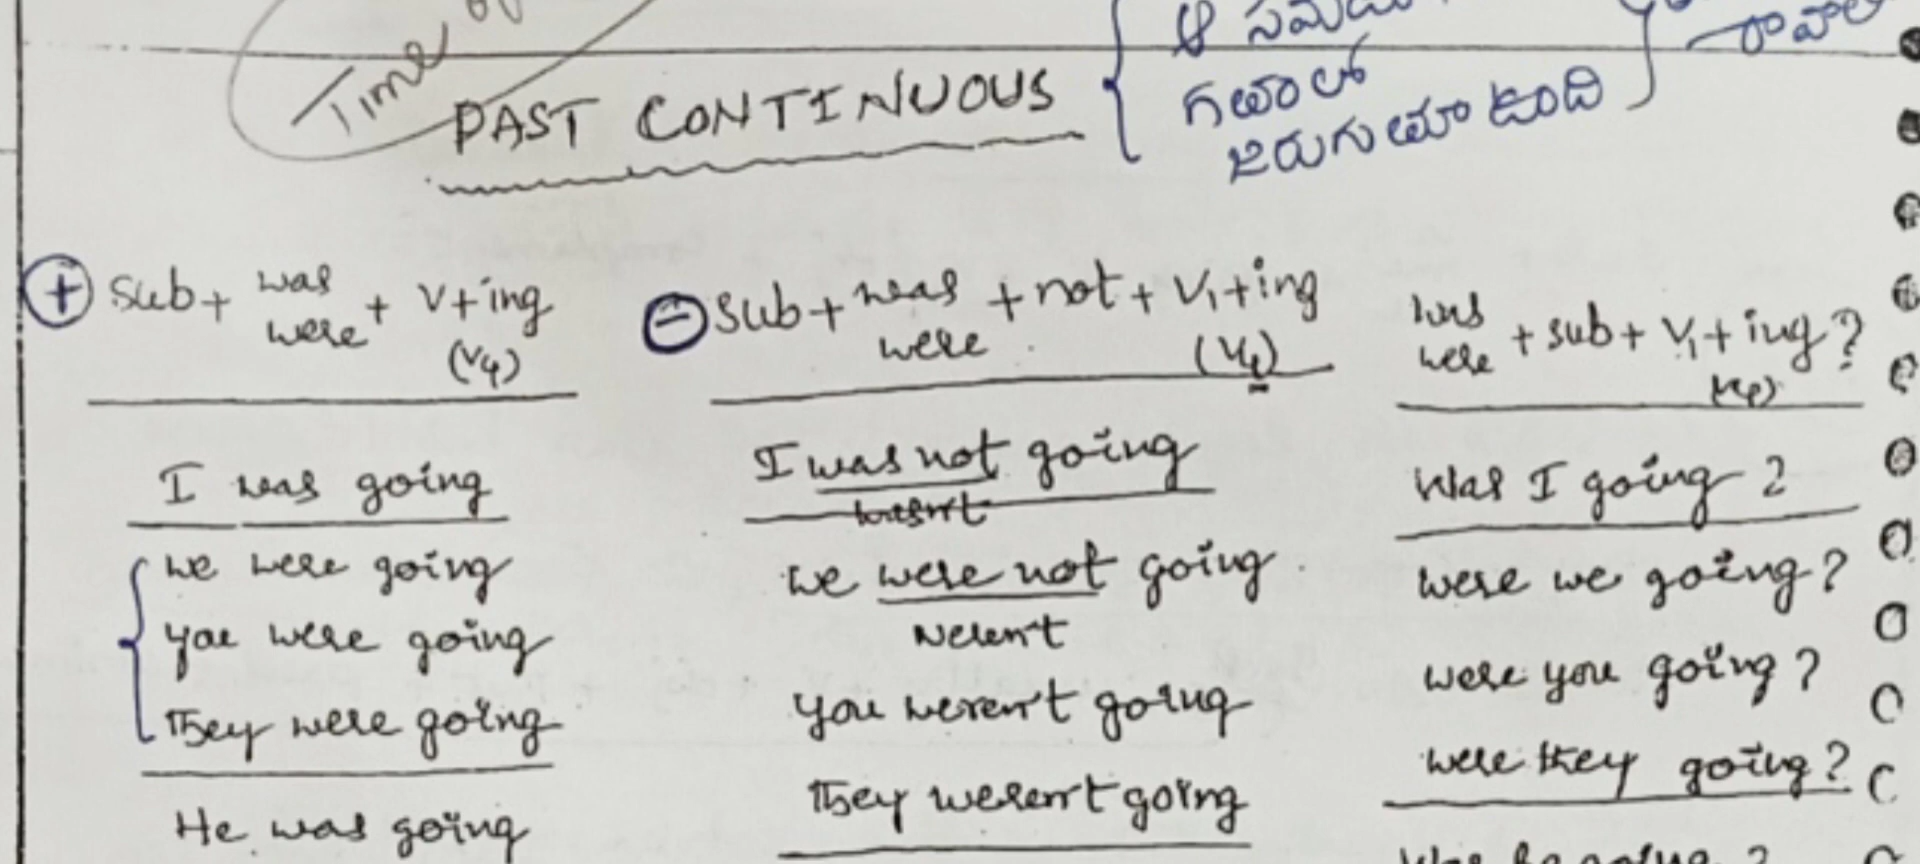 Time
PAST CONTINUOUS
ఆ
గతంలో
జరుగుతూ ఉంది
+ Sub + was were + V+ing (V4)
I was going
we were going
you were going
They were going
He was going
- Sub + was were + not + V1+ing (V4)
I was not going
wasn't
we were not going
weren't
you weren't going
They weren't going
was were + sub + V1+ing? (V4)
Was I going?
were we going?
were you going?
were they going?